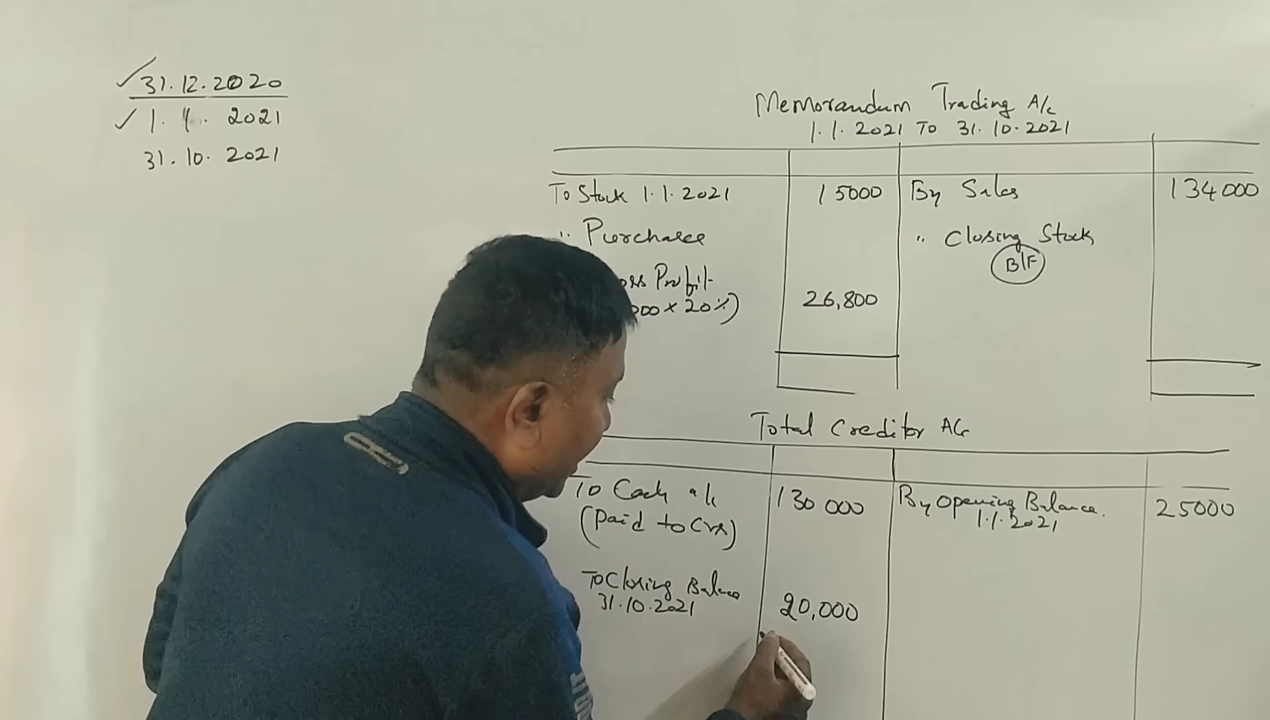 31.12.2020
1.1. 2021
31.10.2021
Memorandum Trading A/c
1.1.2021 To 31.10.2021
To Stock 1.1.2021 15000 By Sales 134000
" Purchase " Closing Stock
oss Profit B/F
000 x 20%) 26,800
Total Creditor A/c
To Cash a/c 130 000 By Opening Balance. 25000
(Paid to Crs) 1.1.2021
To Closing Balance 20,000
31.10.2021